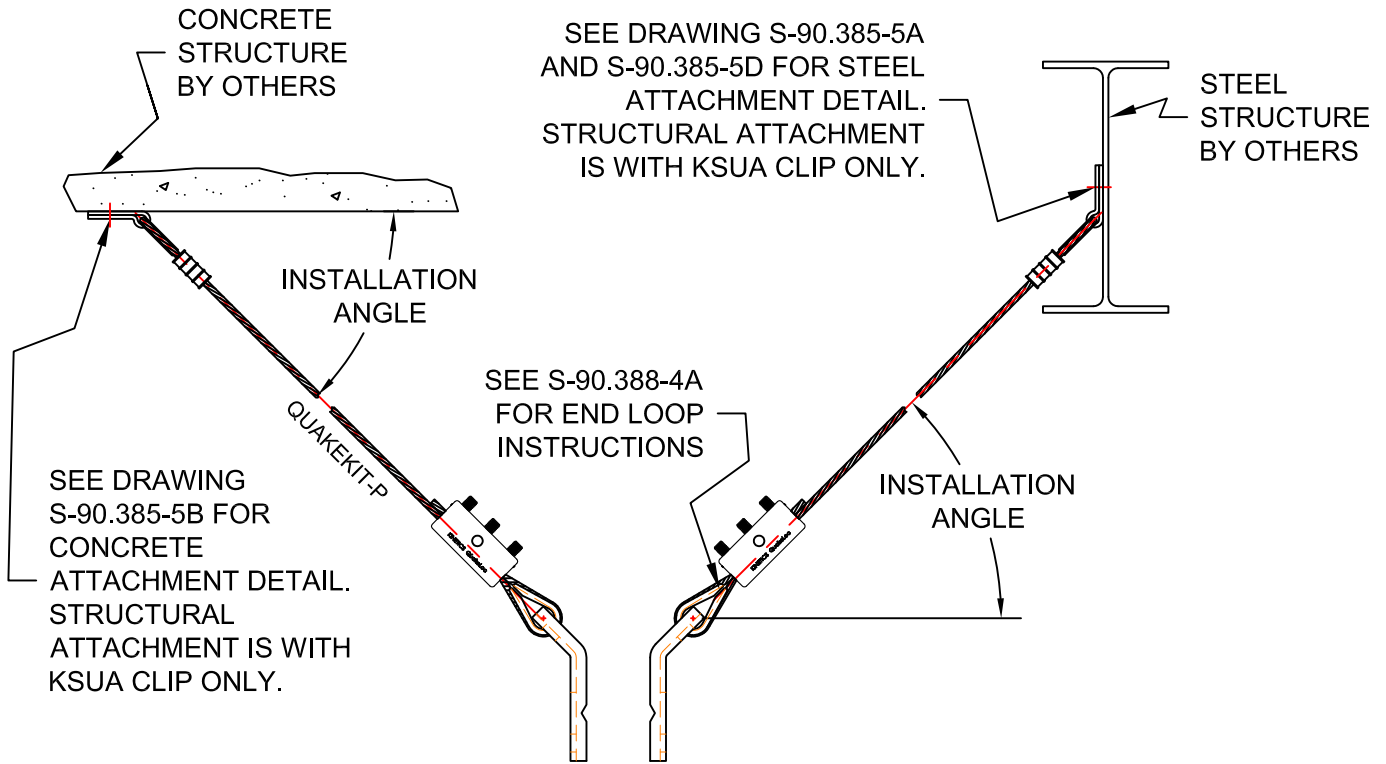 CONCRETE
STRUCTURE
BY OTHERS
SEE DRAWING S-90.385-5A
AND S-90.385-5D FOR STEEL
ATTACHMENT DETAIL.
STRUCTURAL ATTACHMENT
IS WITH KSUA CLIP ONLY.
STEEL
STRUCTURE
BY OTHERS
INSTALLATION
ANGLE
QUAKEKIT-P
SEE S-90.388-4A
FOR END LOOP
INSTRUCTIONS
INSTALLATION
ANGLE
SEE DRAWING
S-90.385-5B FOR
CONCRETE
ATTACHMENT DETAIL.
STRUCTURAL
ATTACHMENT IS WITH
KSUA CLIP ONLY.